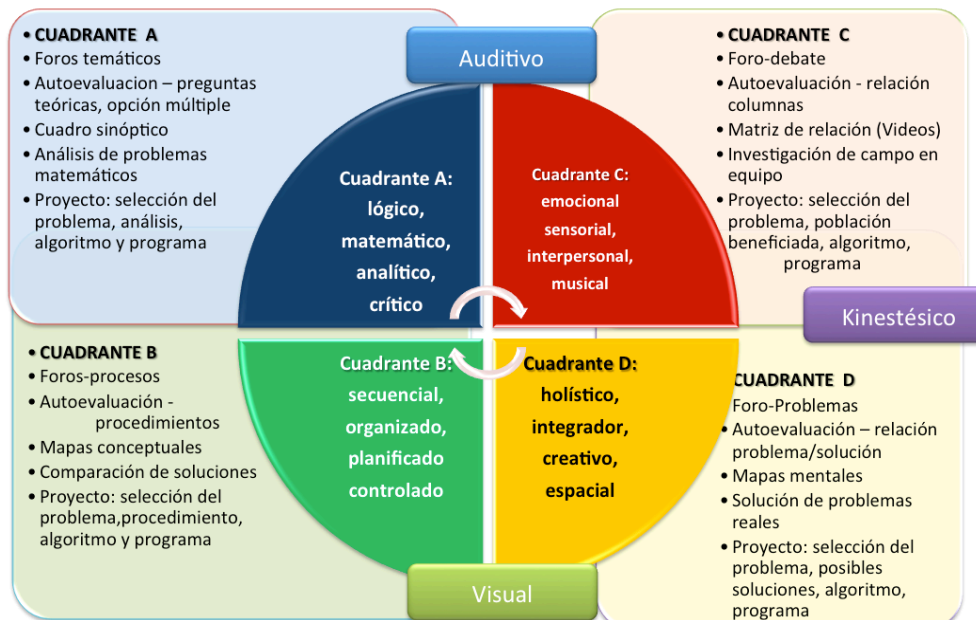 • CUADRANTE  A
• Foros temáticos
• Autoevaluacion – preguntas
teóricas, opción múltiple
• Cuadro sinóptico
• Análisis de problemas
matemáticos
• Proyecto: selección del
problema, análisis,
algoritmo y programa
Auditivo
• CUADRANTE  C
• Foro-debate
• Autoevaluación - relación
columnas
• Matriz de relación (Videos)
• Investigación de campo en
equipo
• Proyecto: selección del
problema, población
beneficiada, algoritmo,
programa
Cuadrante A:
lógico,
matemático,
analítico,
crítico
Cuadrante C:
emocional
sensorial,
interpersonal,
musical
Kinestésico
• CUADRANTE B
• Foros-procesos
• Autoevaluación -
procedimientos
• Mapas conceptuales
• Comparación de soluciones
• Proyecto: selección del
problema,procedimiento,
algoritmo y programa
Cuadrante B:
secuencial,
organizado,
planificado
controlado
Cuadrante D:
holístico,
integrador,
creativo,
espacial
CUADRANTE  D
Foro-Problemas
• Autoevaluación – relación
problema/solución
• Mapas mentales
• Solución de problemas
reales
• Proyecto: selección del
problema, posibles
soluciones, algoritmo,
programa
Visual